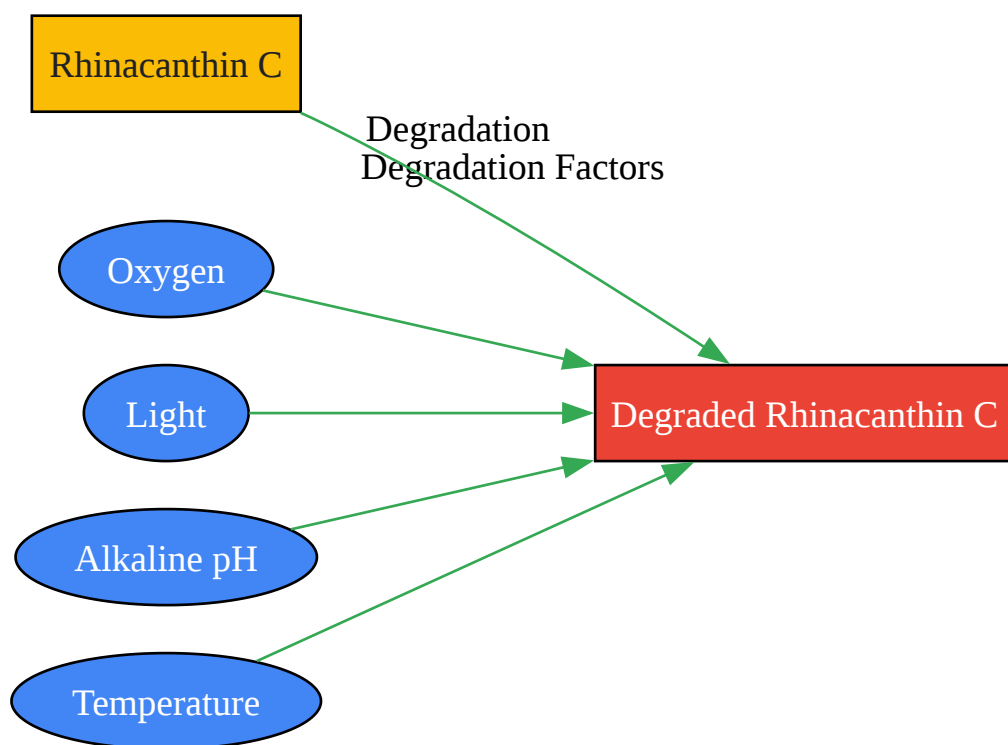 Rhinacanthin C
Degradation
Degradation Factors
Oxygen
Light
Degraded Rhinacanthin C
Alkaline pH
Temperature